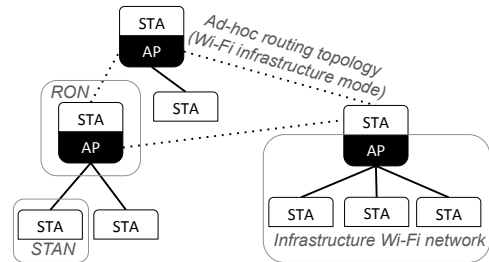 STA
AP
Ad-hoc routing topology
(Wi-Fi infrastructure mode)
STA
RON
STA
AP
STA
AP
STA
STA
STAN
STA
STA
STA
Infrastructure Wi-Fi network